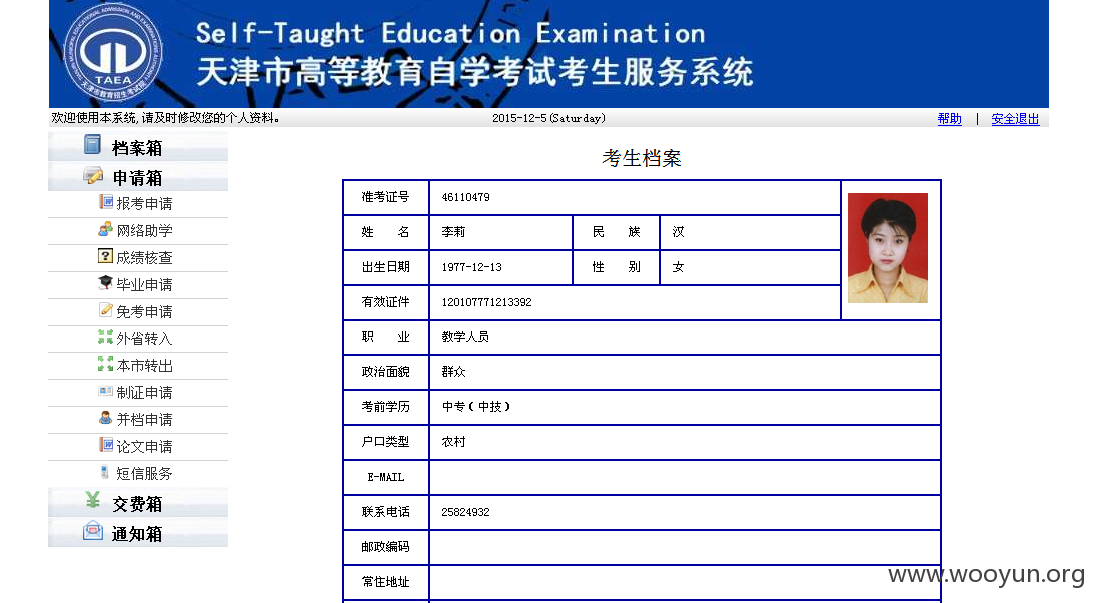 Self-Taught Education Examination
天津市高等教育自学考试考生服务系统
TAEA
欢迎使用本系统,请及时修改您的个人资料。 2015-12-5(Saturday) 帮助 | 安全退出
档案箱
申请箱
报考申请
网络助学
成绩核查
毕业申请
免考申请
外省转入
本市转出
制证申请
并档申请
论文申请
短信服务
交费箱
通知箱
考生档案
准考证号 46110479
姓 名 李莉 民 族 汉
出生日期 1977-12-13 性 别 女
有效证件 120107771213392
职 业 教学人员
政治面貌 群众
考前学历 中专(中技)
户口类型 农村
E-MAIL
联系电话 25824932
邮政编码
常住地址
www.wooyun.org